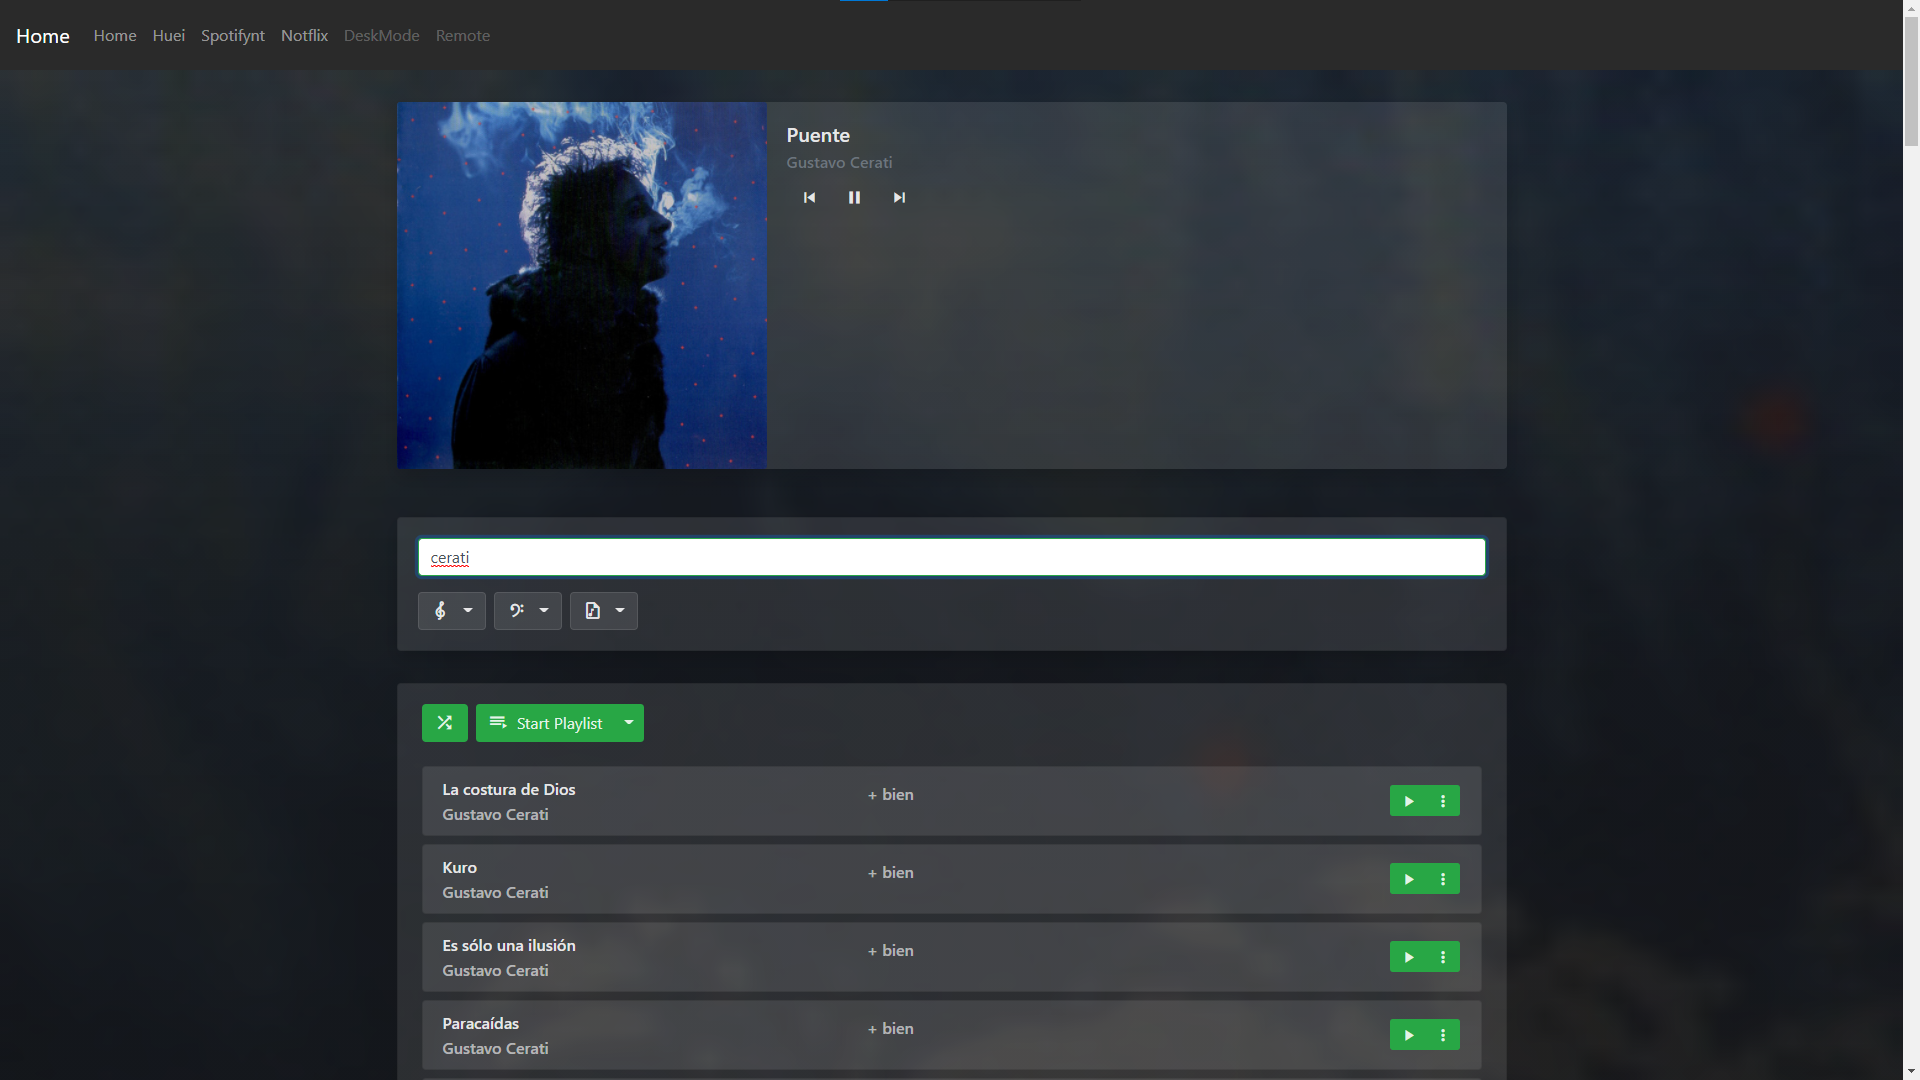 Home Home Huei Spotifynt Notflix DeskMode Remote
Puente
Gustavo Cerati
cerati
Start Playlist
La costura de Dios
Gustavo Cerati
+ bien
Kuro
Gustavo Cerati
+ bien
Es sólo una ilusión
Gustavo Cerati
+ bien
Paracaídas
Gustavo Cerati
+ bien